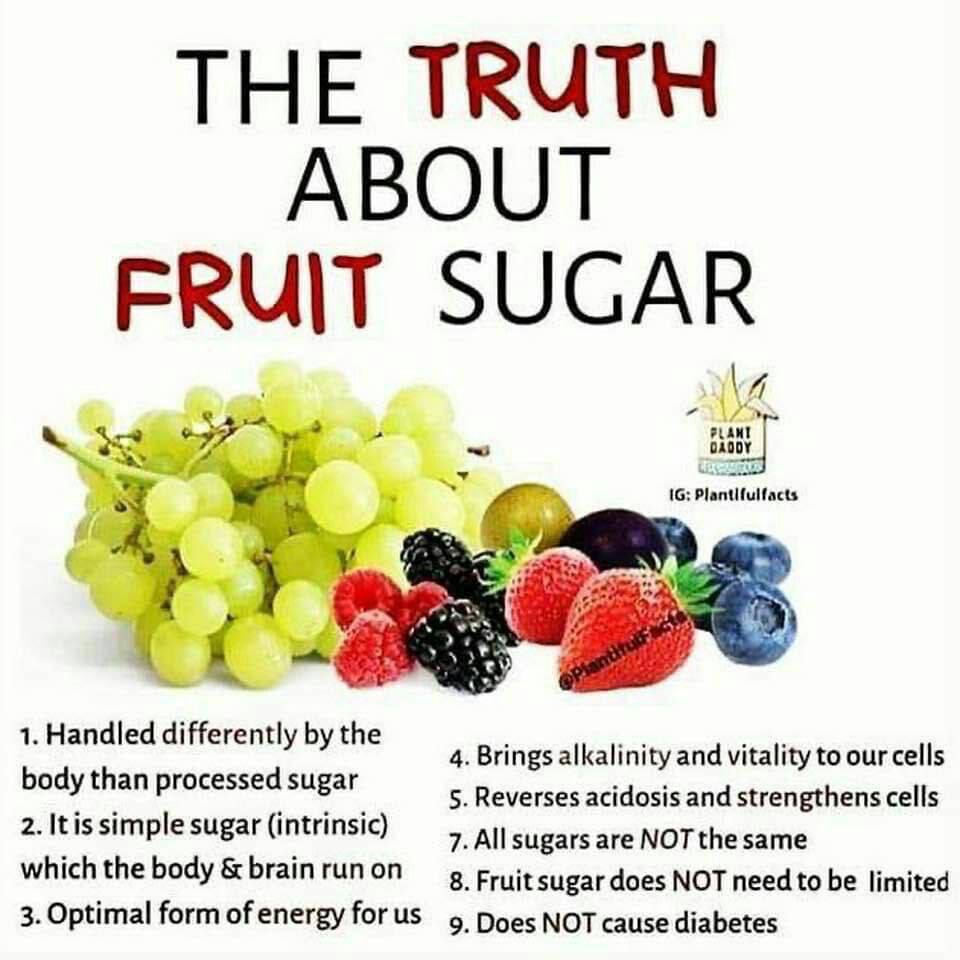 THE TRUTH
ABOUT
FRUIT SUGAR
PLANT
DADDY
IG: Plantifulfacts
@PlantifulFacts
1. Handled differently by the
body than processed sugar
2. It is simple sugar (intrinsic)
which the body & brain run on
3. Optimal form of energy for us
4. Brings alkalinity and vitality to our cells
5. Reverses acidosis and strengthens cells
7. All sugars are NOT the same
8. Fruit sugar does NOT need to be limited
9. Does NOT cause diabetes